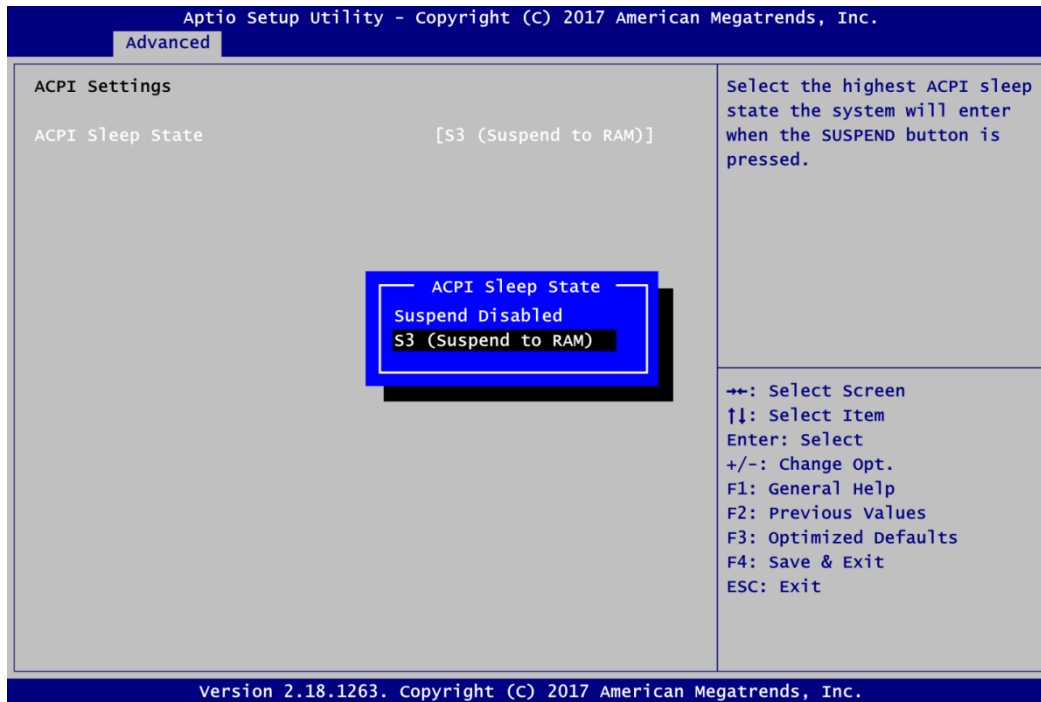 Aptio Setup Utility - Copyright (C) 2017 American Megatrends, Inc.
Advanced
ACPI Settings
ACPI Sleep State [S3 (Suspend to RAM)]
Select the highest ACPI sleep
state the system will enter
when the SUSPEND button is
pressed.
ACPI Sleep State
Suspend Disabled
S3 (Suspend to RAM)
→←: Select Screen
↑↓: Select Item
Enter: Select
+/-: Change Opt.
F1: General Help
F2: Previous Values
F3: Optimized Defaults
F4: Save & Exit
ESC: Exit
Version 2.18.1263. Copyright (C) 2017 American Megatrends, Inc.